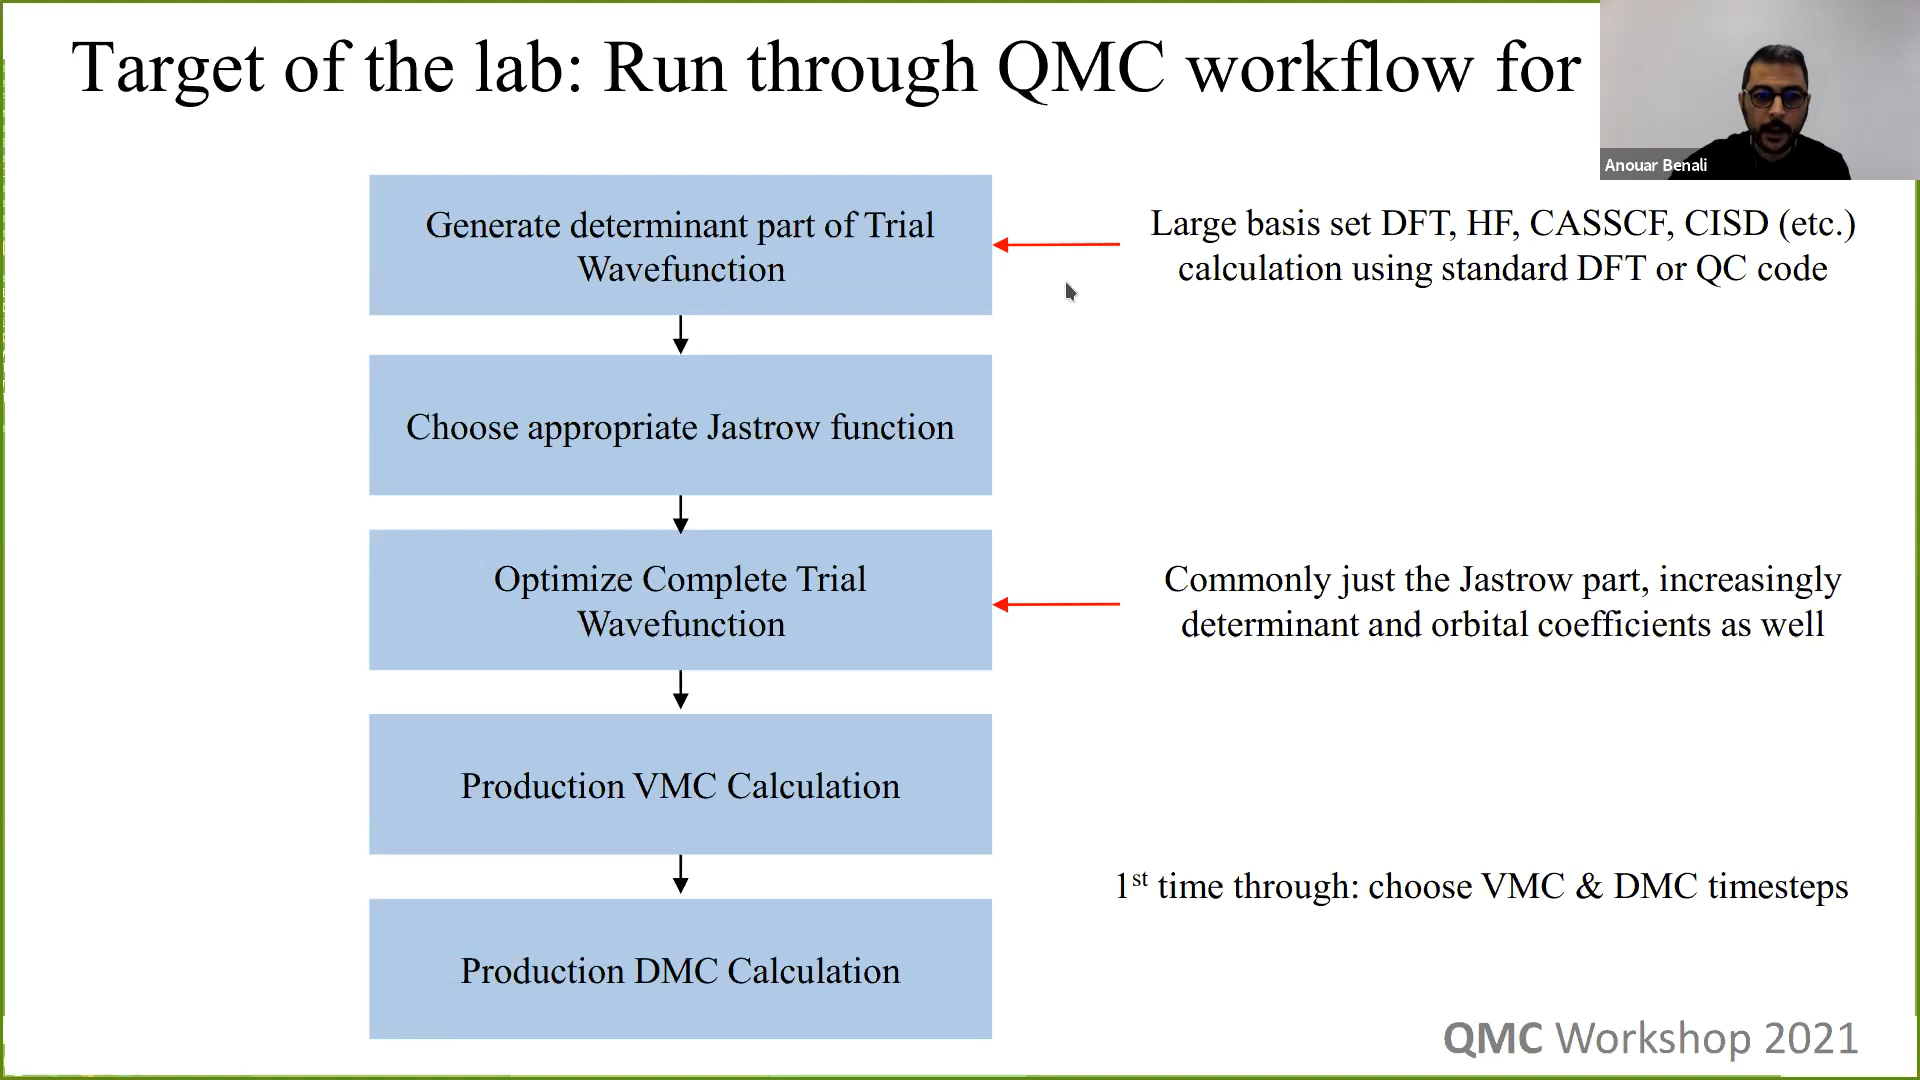 Target of the lab: Run through QMC workflow for
Anouar Benali
Generate determinant part of Trial
Wavefunction
Large basis set DFT, HF, CASSCF, CISD (etc.)
calculation using standard DFT or QC code
Choose appropriate Jastrow function
Optimize Complete Trial
Wavefunction
Commonly just the Jastrow part, increasingly
determinant and orbital coefficients as well
Production VMC Calculation
1st time through: choose VMC & DMC timesteps
Production DMC Calculation
QMC Workshop 2021